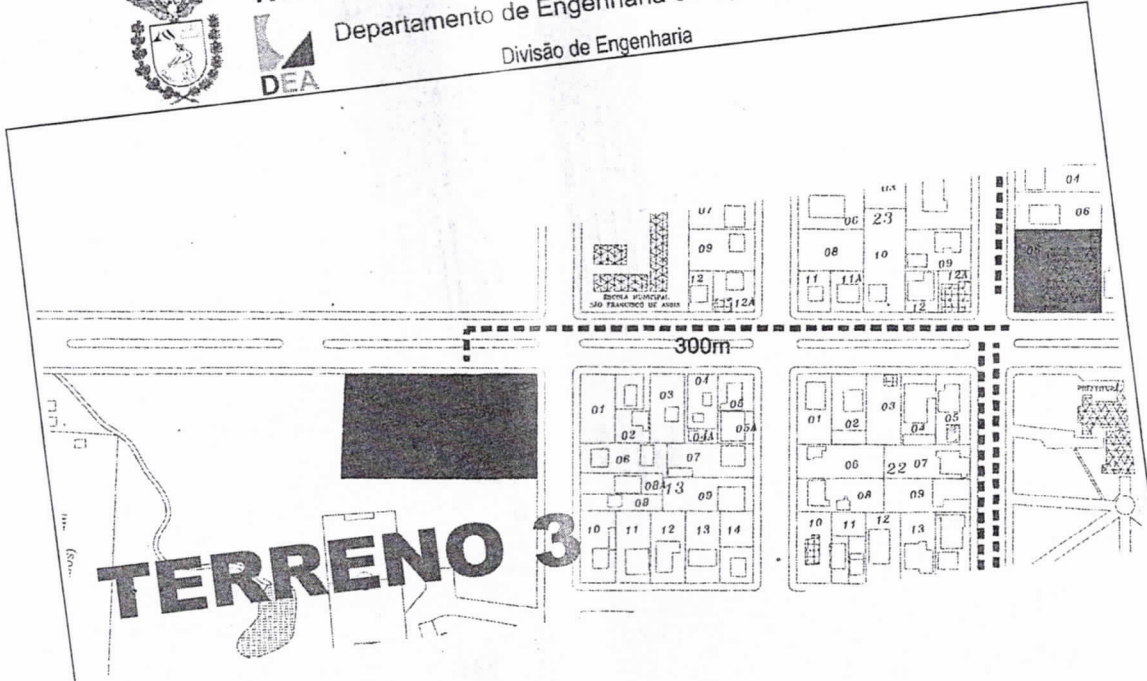 Departamento de Engenharia
Divisão de Engenharia
DEA
04
06
07
09
12
12A
ESCOLA MUNICIPAL
SÃO FRANCISCO DE ASSIS
06
23
08
10
09
11
11A
12
12A
300m
01
02
03
04
05
04A
05A
06
07
08A
13
08
09
10
11
12
13
14
01
02
03
04
05
06
22
07
08
09
10
11
12
13
PREFEITURA
TERRENO 3